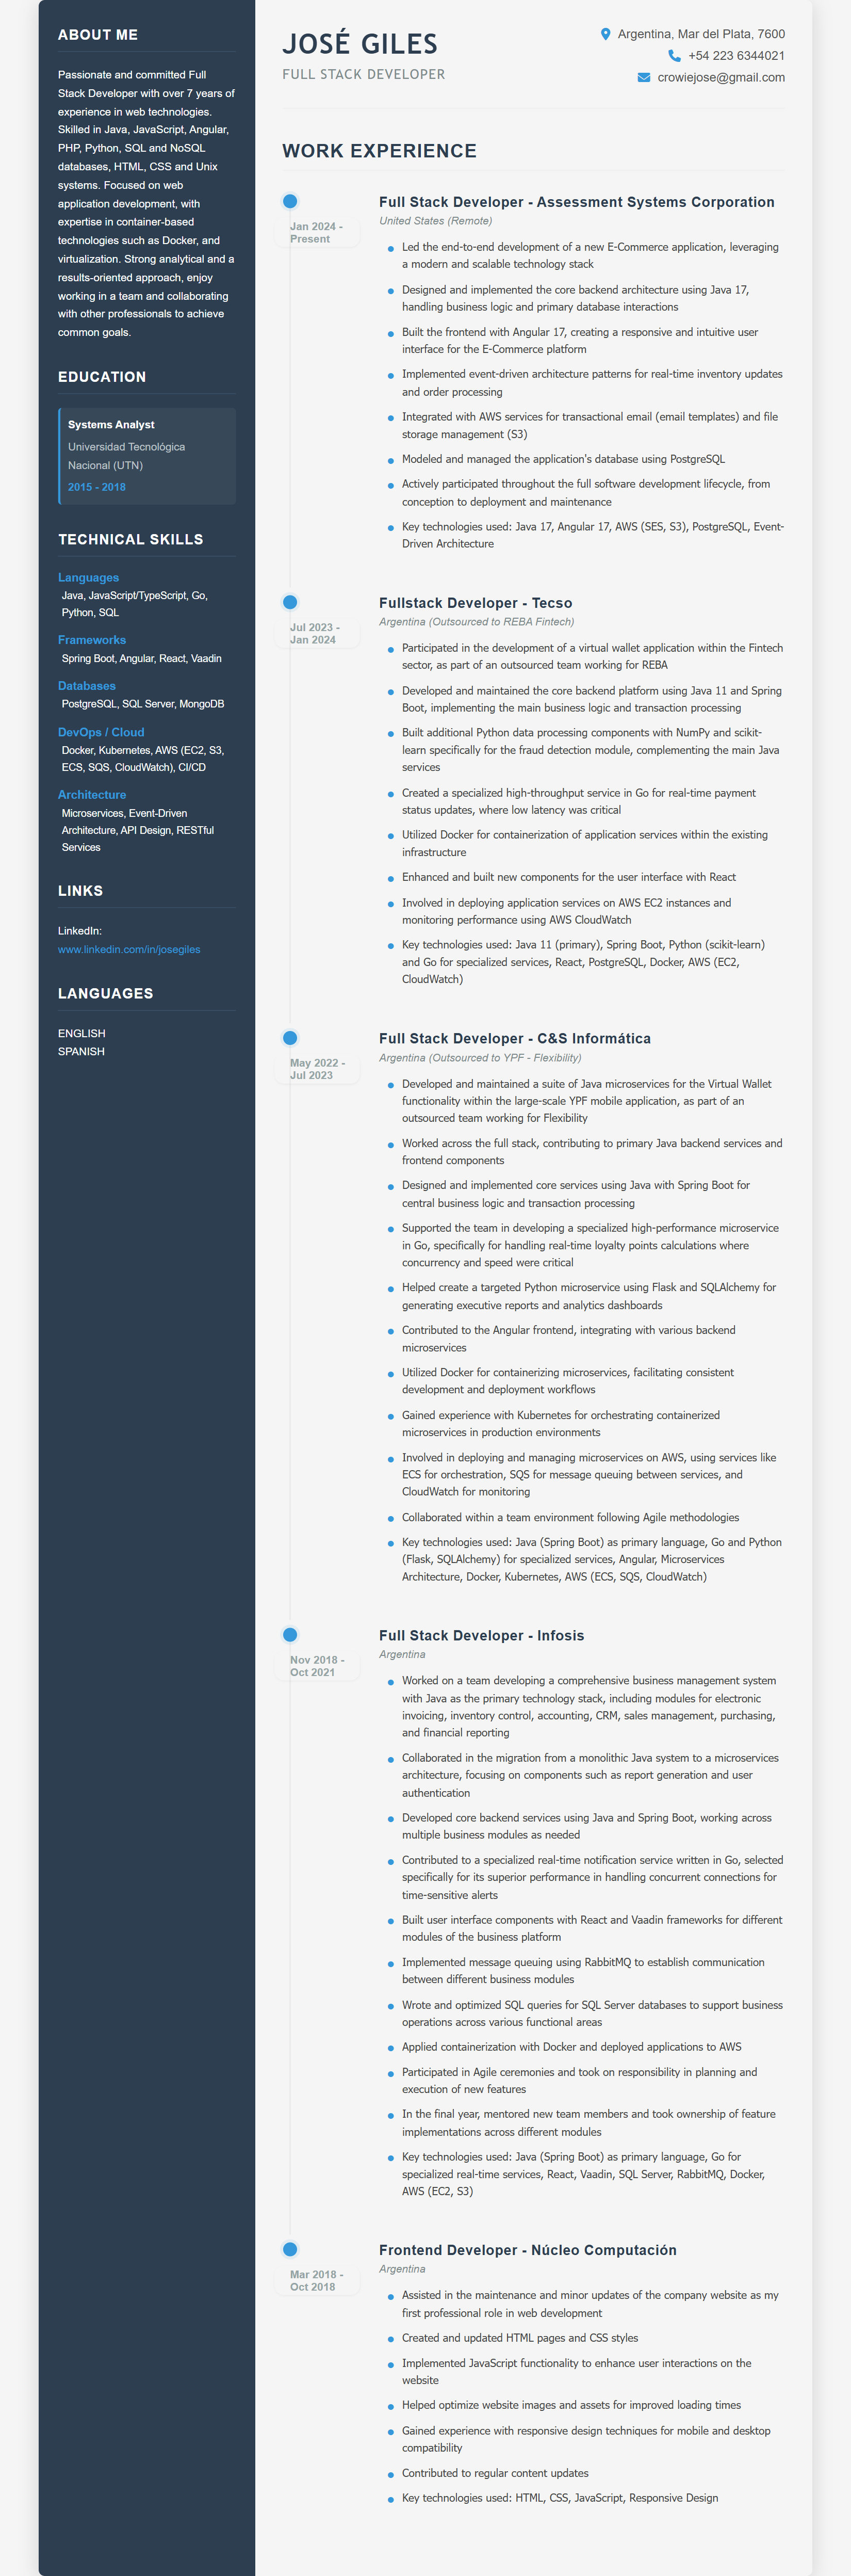 ABOUT ME
Passionate and committed Full
Stack Developer with over 7 years of
experience in web technologies.
Skilled in Java, JavaScript, Angular,
PHP, Python, SQL and NoSQL
databases, HTML, CSS and Unix
systems. Focused on web
application development, with
expertise in container-based
technologies such as Docker, and
virtualization. Strong analytical and a
results-oriented approach, enjoy
working in a team and collaborating
with other professionals to achieve
common goals.
EDUCATION
Systems Analyst
Universidad Tecnológica
Nacional (UTN)
2015 - 2018
TECHNICAL SKILLS
Languages
Java, JavaScript/TypeScript, Go,
Python, SQL
Frameworks
Spring Boot, Angular, React, Vaadin
Databases
PostgreSQL, SQL Server, MongoDB
DevOps / Cloud
Docker, Kubernetes, AWS (EC2, S3,
ECS, SQS, CloudWatch), CI/CD
Architecture
Microservices, Event-Driven
Architecture, API Design, RESTful
Services
LINKS
LinkedIn:
www.linkedin.com/in/josegiles
LANGUAGES
ENGLISH
SPANISH
JOSÉ GILES
FULL STACK DEVELOPER
Argentina, Mar del Plata, 7600
+54 223 6344021
crowiejose@gmail.com
WORK EXPERIENCE
Jan 2024 -
Present
Full Stack Developer - Assessment Systems Corporation
United States (Remote)
Led the end-to-end development of a new E-Commerce application, leveraging
a modern and scalable technology stack
Designed and implemented the core backend architecture using Java 17,
handling business logic and primary database interactions
Built the frontend with Angular 17, creating a responsive and intuitive user
interface for the E-Commerce platform
Implemented event-driven architecture patterns for real-time inventory updates
and order processing
Integrated with AWS services for transactional email (email templates) and file
storage management (S3)
Modeled and managed the application's database using PostgreSQL
Actively participated throughout the full software development lifecycle, from
conception to deployment and maintenance
Key technologies used: Java 17, Angular 17, AWS (SES, S3), PostgreSQL, Event-
Driven Architecture
Jul 2023 -
Jan 2024
Fullstack Developer - Tecso
Argentina (Outsourced to REBA Fintech)
Participated in the development of a virtual wallet application within the Fintech
sector, as part of an outsourced team working for REBA
Developed and maintained the core backend platform using Java 11 and Spring
Boot, implementing the main business logic and transaction processing
Built additional Python data processing components with NumPy and scikit-
learn specifically for the fraud detection module, complementing the main Java
services
Created a specialized high-throughput service in Go for real-time payment
status updates, where low latency was critical
Utilized Docker for containerization of application services within the existing
infrastructure
Enhanced and built new components for the user interface with React
Involved in deploying application services on AWS EC2 instances and
monitoring performance using AWS CloudWatch
Key technologies used: Java 11 (primary), Spring Boot, Python (scikit-learn)
and Go for specialized services, React, PostgreSQL, Docker, AWS (EC2,
CloudWatch)
May 2022 -
Jul 2023
Full Stack Developer - C&S Informática
Argentina (Outsourced to YPF - Flexibility)
Developed and maintained a suite of Java microservices for the Virtual Wallet
functionality within the large-scale YPF mobile application, as part of an
outsourced team working for Flexibility
Worked across the full stack, contributing to primary Java backend services and
frontend components
Designed and implemented core services using Java with Spring Boot for
central business logic and transaction processing
Supported the team in developing a specialized high-performance microservice
in Go, specifically for handling real-time loyalty points calculations where
concurrency and speed were critical
Helped create a targeted Python microservice using Flask and SQLAlchemy for
generating executive reports and analytics dashboards
Contributed to the Angular frontend, integrating with various backend
microservices
Utilized Docker for containerizing microservices, facilitating consistent
development and deployment workflows
Gained experience with Kubernetes for orchestrating containerized
microservices in production environments
Involved in deploying and managing microservices on AWS, using services like
ECS for orchestration, SQS for message queuing between services, and
CloudWatch for monitoring
Collaborated within a team environment following Agile methodologies
Key technologies used: Java (Spring Boot) as primary language, Go and Python
(Flask, SQLAlchemy) for specialized services, Angular, Microservices
Architecture, Docker, Kubernetes, AWS (ECS, SQS, CloudWatch)
Nov 2018 -
Oct 2021
Full Stack Developer - Infosis
Argentina
Worked on a team developing a comprehensive business management system
with Java as the primary technology stack, including modules for electronic
invoicing, inventory control, accounting, CRM, sales management, purchasing,
and financial reporting
Collaborated in the migration from a monolithic Java system to a microservices
architecture, focusing on components such as report generation and user
authentication
Developed core backend services using Java and Spring Boot, working across
multiple business modules as needed
Contributed to a specialized real-time notification service written in Go, selected
specifically for its superior performance in handling concurrent connections for
time-sensitive alerts
Built user interface components with React and Vaadin frameworks for different
modules of the business platform
Implemented message queuing using RabbitMQ to establish communication
between different business modules
Wrote and optimized SQL queries for SQL Server databases to support business
operations across various functional areas
Applied containerization with Docker and deployed applications to AWS
Participated in Agile ceremonies and took on responsibility in planning and
execution of new features
In the final year, mentored new team members and took ownership of feature
implementations across different modules
Key technologies used: Java (Spring Boot) as primary language, Go for
specialized real-time services, React, Vaadin, SQL Server, RabbitMQ, Docker,
AWS (EC2, S3)
Mar 2018 -
Oct 2018
Frontend Developer - Núcleo Computación
Argentina
Assisted in the maintenance and minor updates of the company website as my
first professional role in web development
Created and updated HTML pages and CSS styles
Implemented JavaScript functionality to enhance user interactions on the
website
Helped optimize website images and assets for improved loading times
Gained experience with responsive design techniques for mobile and desktop
compatibility
Contributed to regular content updates
Key technologies used: HTML, CSS, JavaScript, Responsive Design